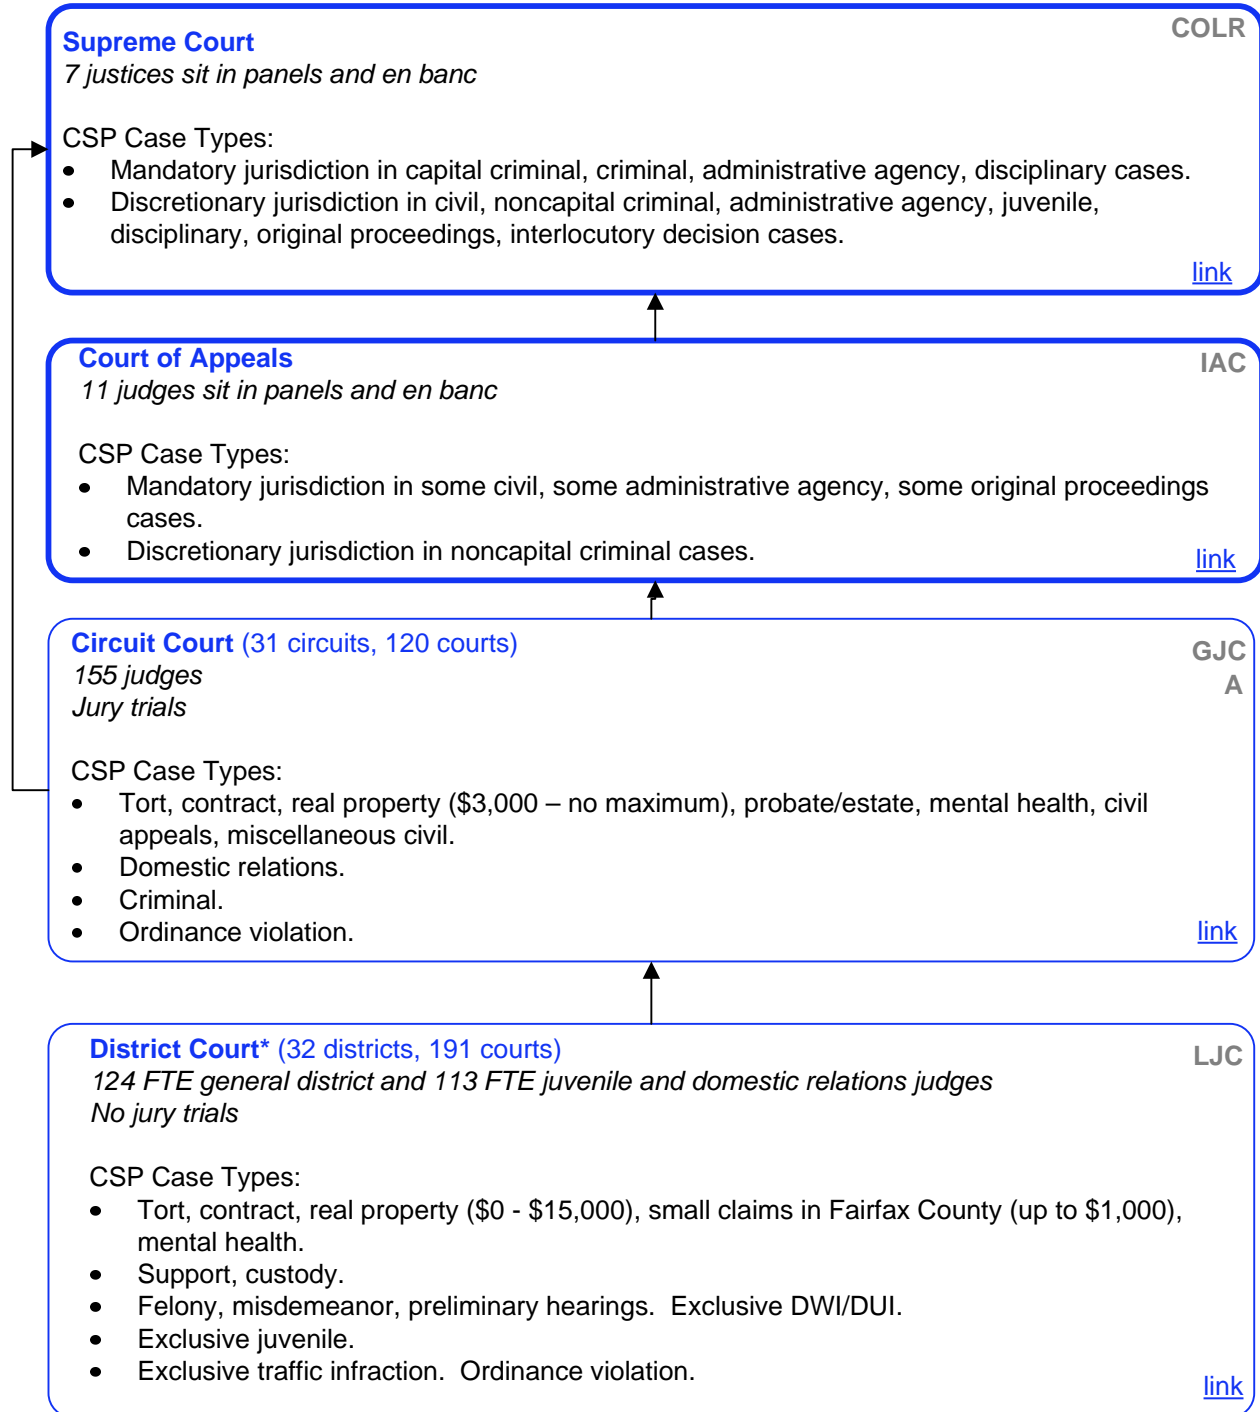 COLR
Supreme Court
7 justices sit in panels and en banc
CSP Case Types:
• Mandatory jurisdiction in capital criminal, criminal, administrative agency, disciplinary cases.
• Discretionary jurisdiction in civil, noncapital criminal, administrative agency, juvenile,
disciplinary, original proceedings, interlocutory decision cases.
link
Court of Appeals
IAC
11 judges sit in panels and en banc
CSP Case Types:
• Mandatory jurisdiction in some civil, some administrative agency, some original proceedings
cases.
• Discretionary jurisdiction in noncapital criminal cases.
link
Circuit Court (31 circuits, 120 courts)
GJC
A
155 judges
Jury trials
CSP Case Types:
• Tort, contract, real property ($3,000 – no maximum), probate/estate, mental health, civil
appeals, miscellaneous civil.
• Domestic relations.
• Criminal.
• Ordinance violation.
link
District Court* (32 districts, 191 courts)
LJC
124 FTE general district and 113 FTE juvenile and domestic relations judges
No jury trials
CSP Case Types:
• Tort, contract, real property ($0 - $15,000), small claims in Fairfax County (up to $1,000),
mental health.
• Support, custody.
• Felony, misdemeanor, preliminary hearings.  Exclusive DWI/DUI.
• Exclusive juvenile.
• Exclusive traffic infraction.  Ordinance violation.
link